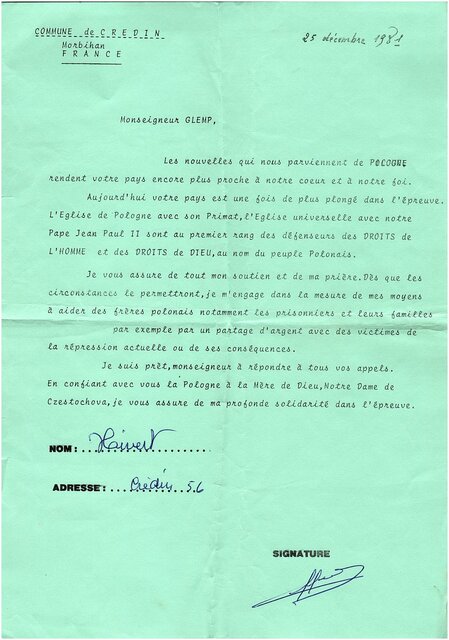 COMMUNE de CREDIN
Morbihan
FRANCE
25 décembre 1981
Monseigneur GLEMP,
Les nouvelles qui nous parviennent de POLOGNE
rendent votre pays encore plus proche à notre coeur et à notre foi.
Aujourd'hui votre pays est une fois de plus plongé dans l'épreuve.
L'Eglise de Pologne avec son Primat,l'Eglise universelle avec notre
Pape Jean Paul II sont au premier rang des défenseurs des DROITS de
L'HOMME et des DROITS de DIEU,au nom du peuple Polonais.
Je vous assure de tout mon soutien et de ma prière.Dès que les
circonstances le permettront,je m'engage dans la mesure de mes moyens
à aider des frères polonais notamment les prisonniers et leurs familles
par exemple par un partage d'argent avec des victimes de
la répression actuelle ou de ses conséquences.
Je suis prêt,monseigneur à répondre à tous vos appels.
En confiant avec vous la Pologne à la Mère de Dieu,Notre Dame de
Czestochova,je vous assure de ma profonde solidarité dans l'épreuve.
NOM :
ADRESSE : Crédin 56
SIGNATURE